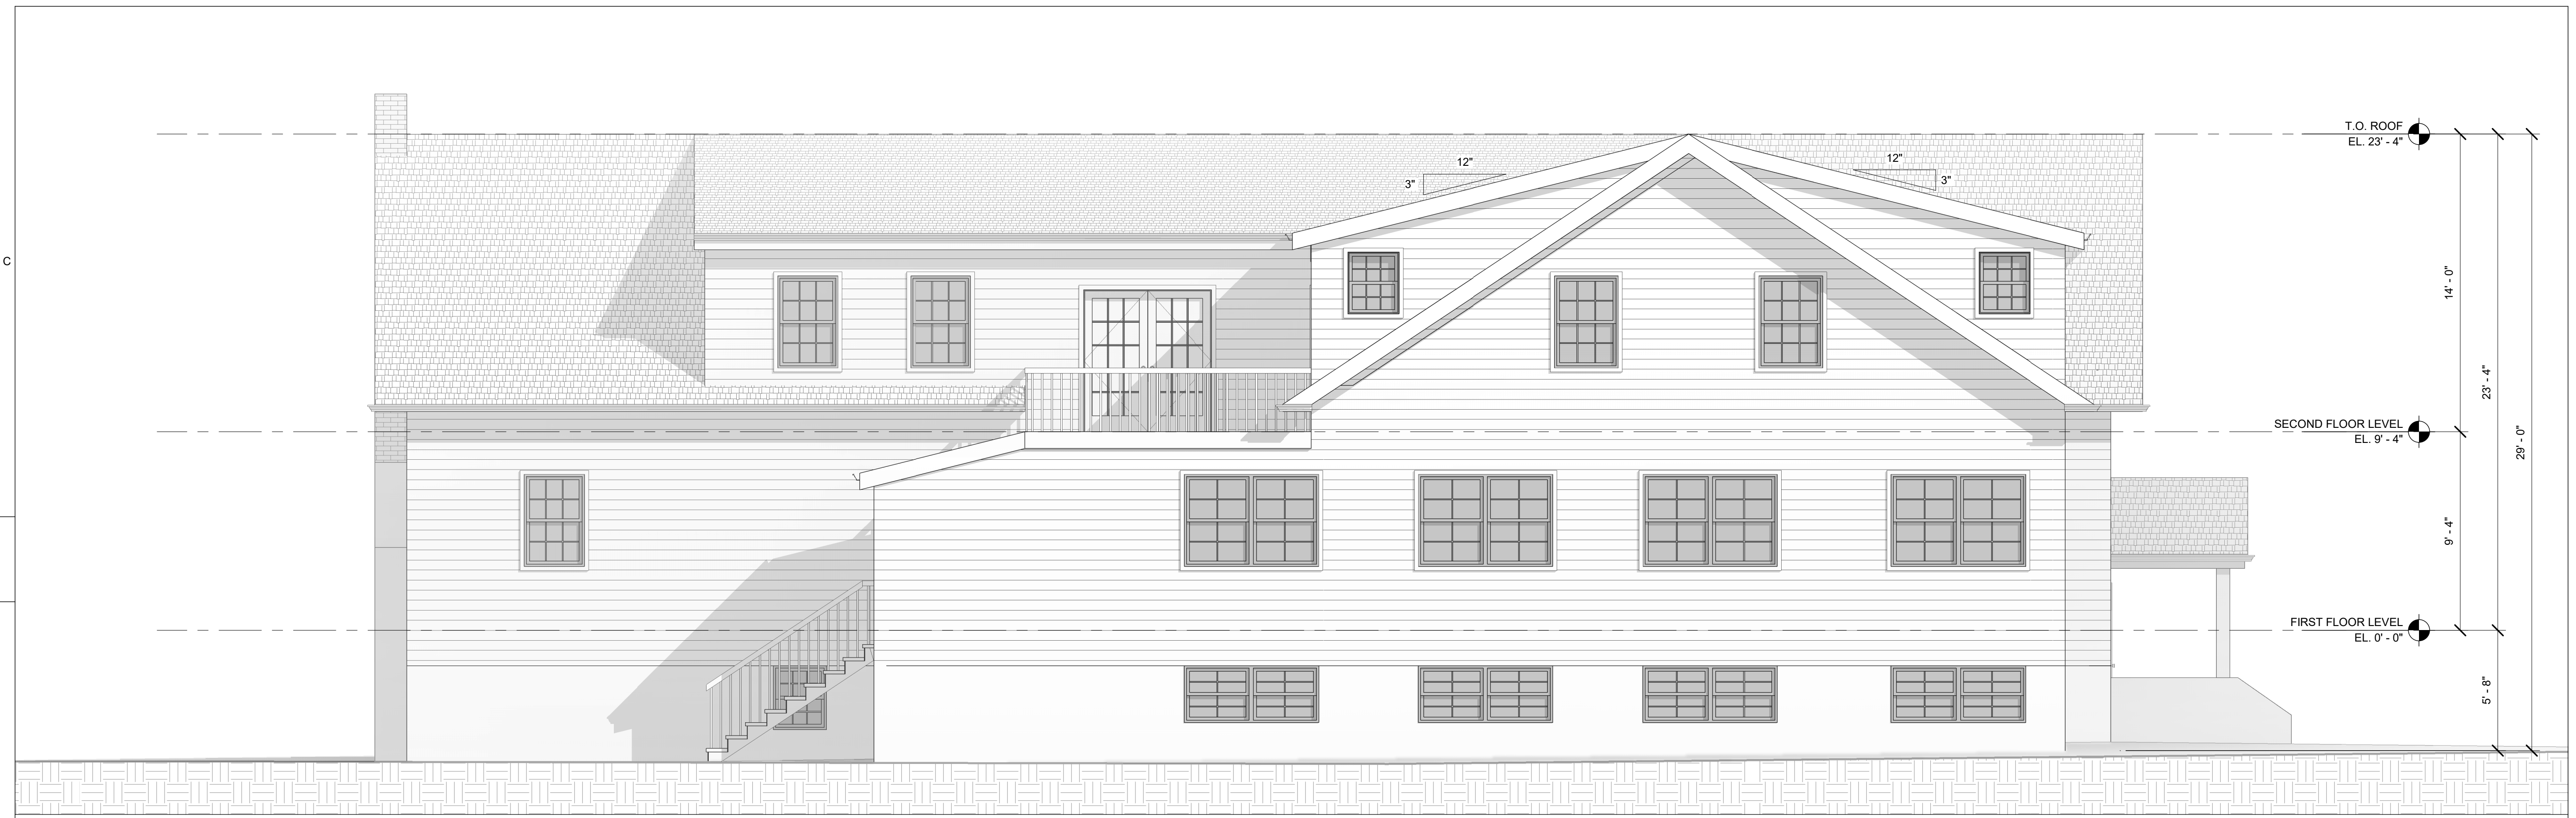 T.O. ROOF
EL. 23' - 4"
12"
3"
12"
3"
C
14' - 0"
23' - 4"
29' - 0"
SECOND FLOOR LEVEL
EL. 9' - 4"
9' - 4"
FIRST FLOOR LEVEL
EL. 0' - 0"
5' - 8"